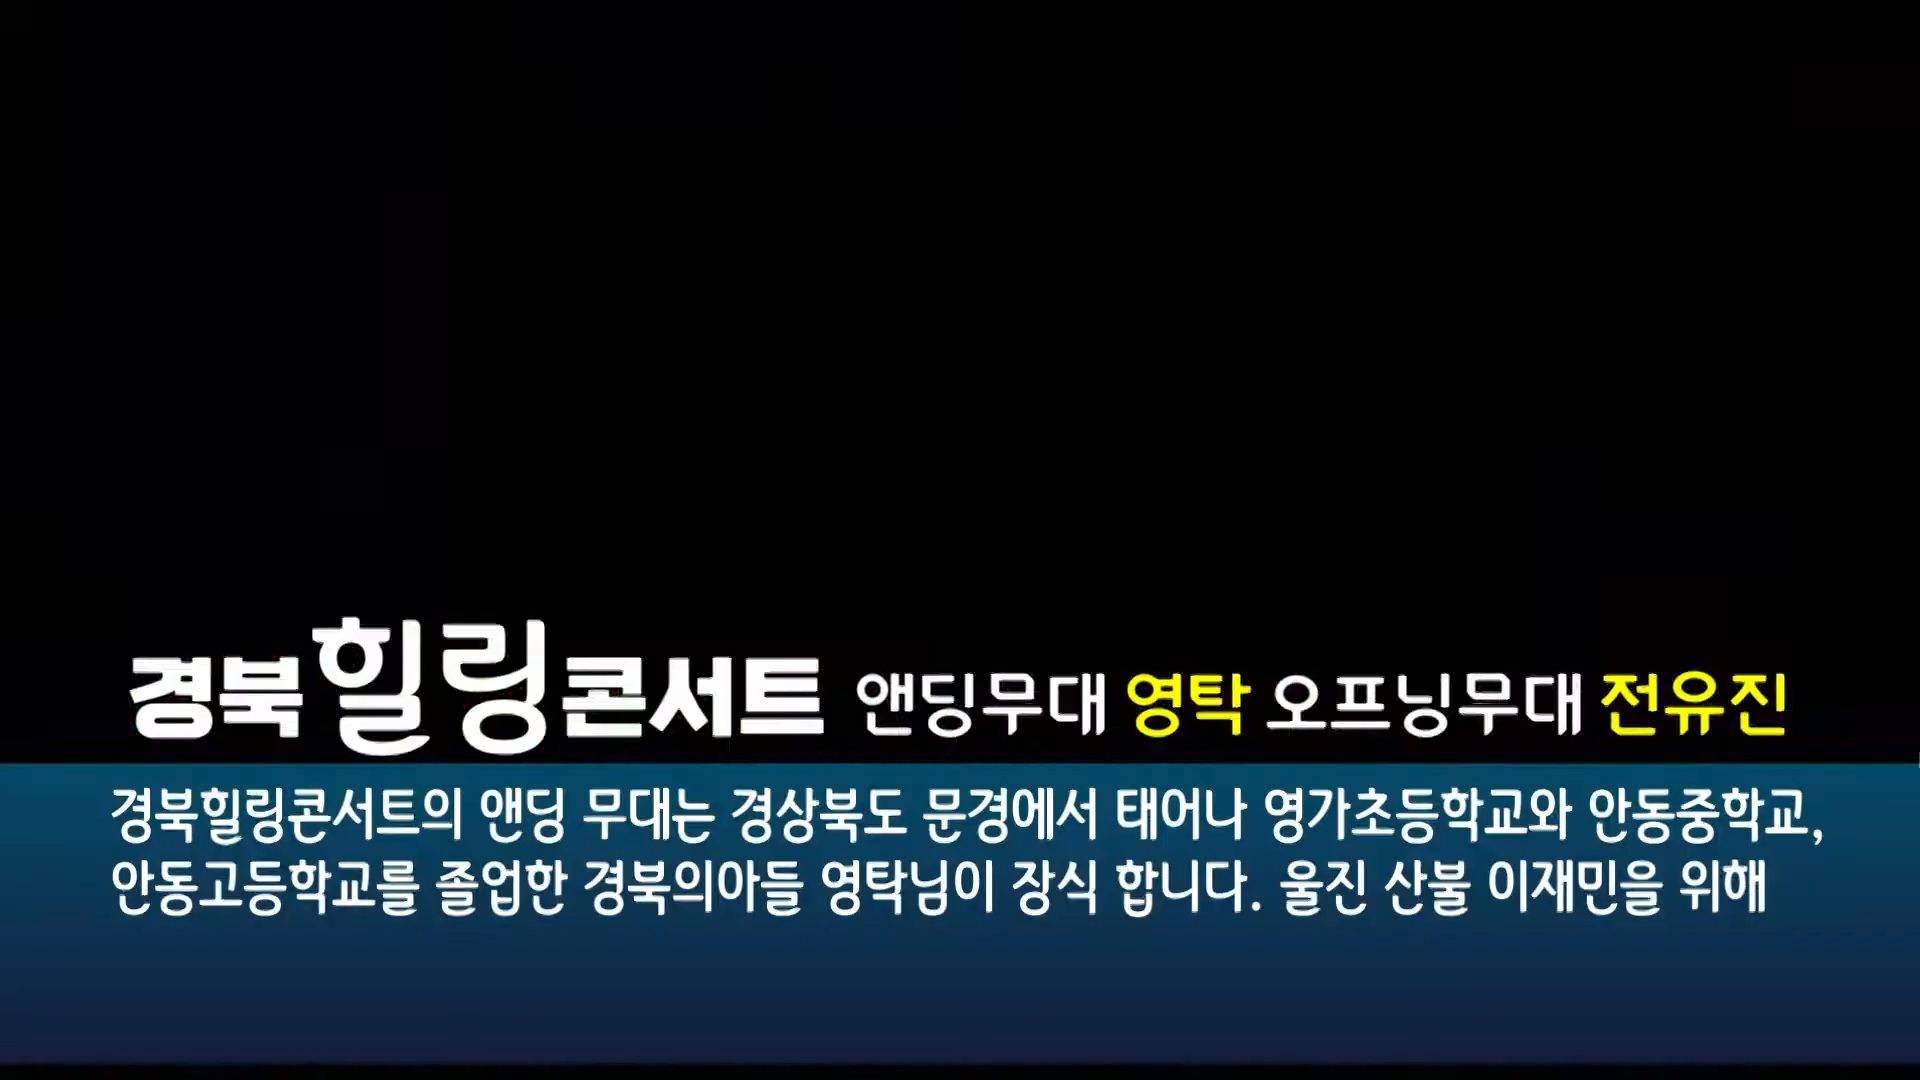 경북힐링콘서트 앤딩무대 영탁 오프닝무대 전유진
경북힐링콘서트의 앤딩 무대는 경상북도 문경에서 태어나 영가초등학교와 안동중학교,
안동고등학교를 졸업한 경북의아들 영탁님이 장식 합니다. 울진 산불 이재민을 위해